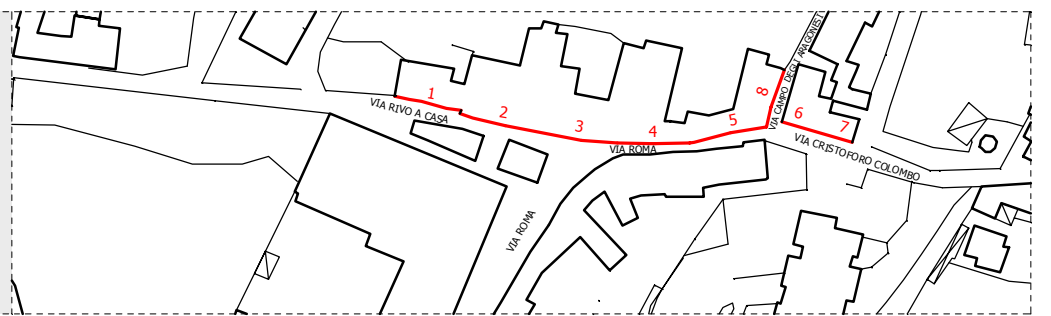 VIA RIVO A CASA
1
2
3
4
5
8
6
7
VIA ROMA
VIA ROMA
VIA CAMPO DEGLI ARAGONESI
VIA CRISTOFORO COLOMBO